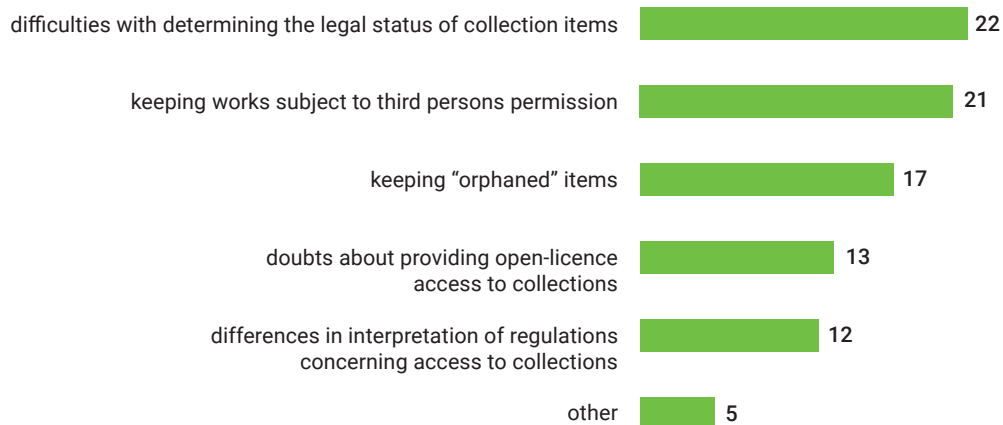 difficulties with determining the legal status of collection items 22
keeping works subject to third persons permission 21
keeping “orphaned” items 17
doubts about providing open-licence 13
access to collections
differences in interpretation of regulations 12
concerning access to collections
other 5